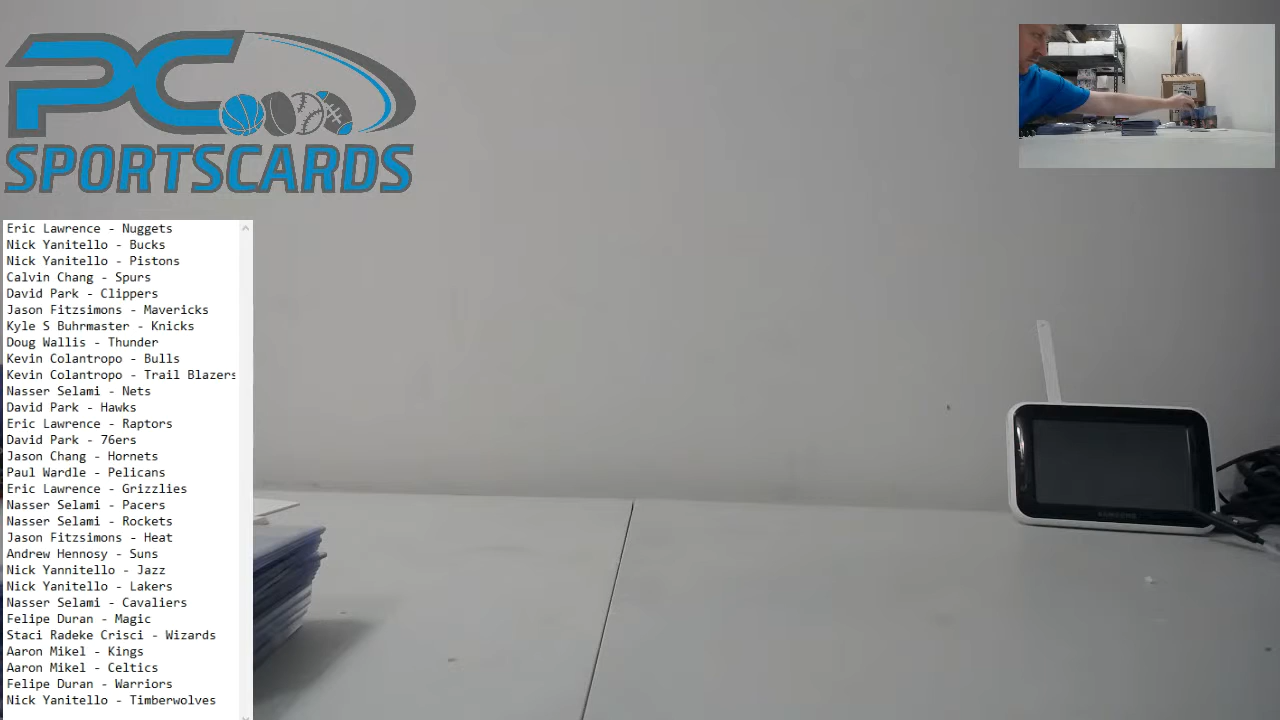 PC
SPORTSCARDS
Eric Lawrence - Nuggets
Nick Yanitello - Bucks
Nick Yanitello - Pistons
Calvin Chang - Spurs
David Park - Clippers
Jason Fitzsimons - Mavericks
Kyle S Buhrmaster - Knicks
Doug Wallis - Thunder
Kevin Colantropo - Bulls
Kevin Colantropo - Trail Blazers
Nasser Selami - Nets
David Park - Hawks
Eric Lawrence - Raptors
David Park - 76ers
Jason Chang - Hornets
Paul Wardle - Pelicans
Eric Lawrence - Grizzlies
Nasser Selami - Pacers
Nasser Selami - Rockets
Jason Fitzsimons - Heat
Andrew Hennosy - Suns
Nick Yannitello - Jazz
Nick Yanitello - Lakers
Nasser Selami - Cavaliers
Felipe Duran - Magic
Staci Radeke Crisci - Wizards
Aaron Mikel - Kings
Aaron Mikel - Celtics
Felipe Duran - Warriors
Nick Yanitello - Timberwolves
SAMSUNG